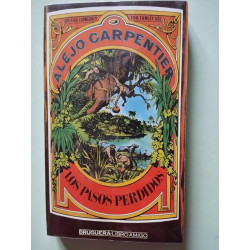 ALEJO CARPENTIER
LOS PASOS PERDIDOS
BRUGUERA-LIBRO AMIGO